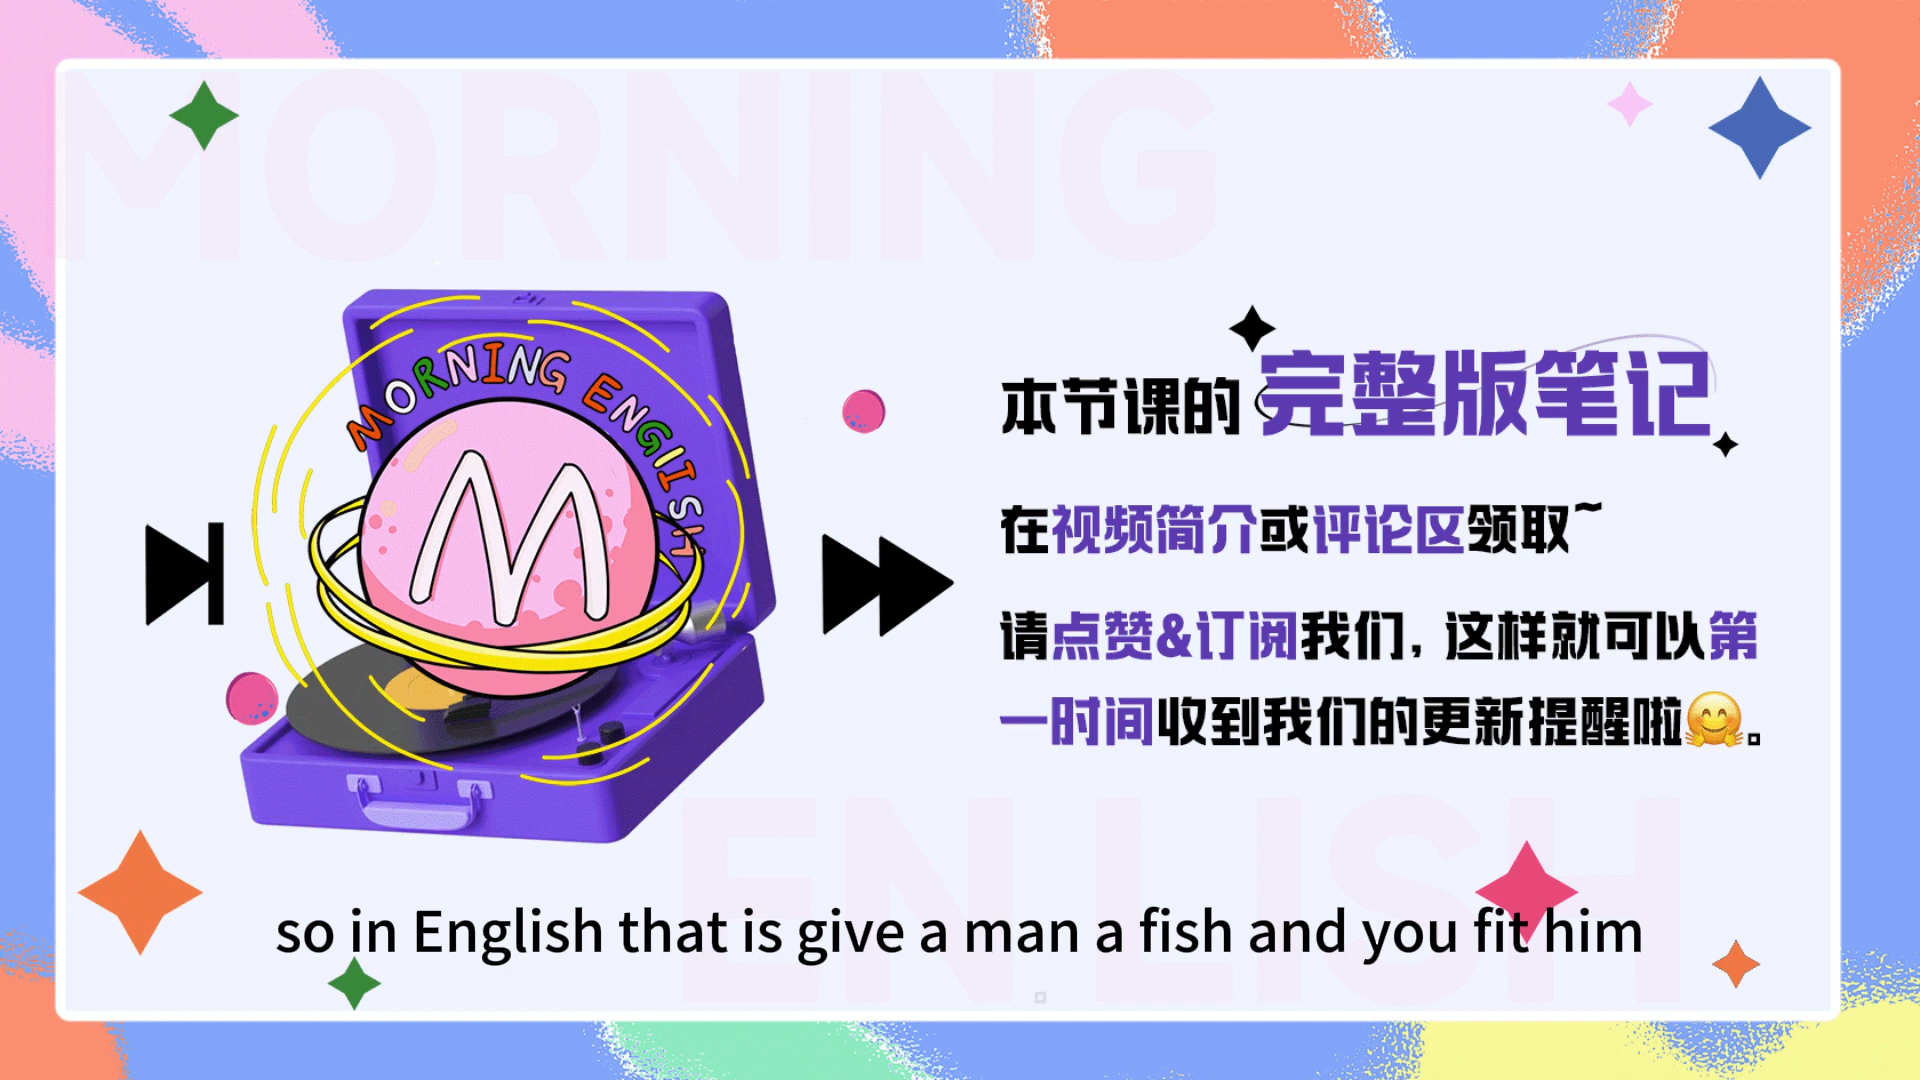 MORNING
MORNING ENGlISH
M
本节课的 完整版笔记
在视频简介或评论区领取~
请点赞&订阅我们，这样就可以第
一时间收到我们的更新提醒啦🤗。
EN LISH
so in English that is give a man a fish and you fit him